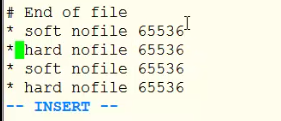 # End of file
* soft nofile 65536
* hard nofile 65536
* soft nofile 65536
* hard nofile 65536
-- INSERT --